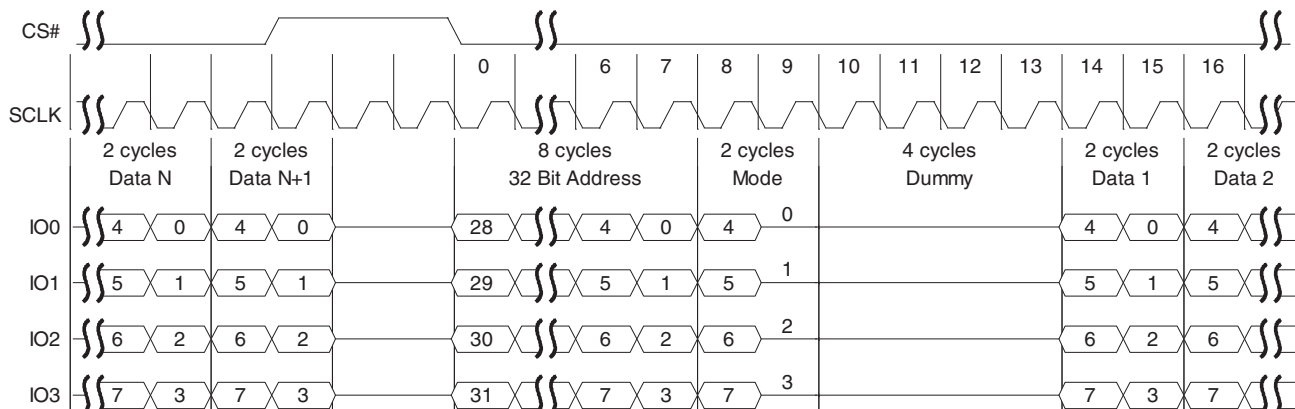 CS#
0 6 7 8 9 10 11 12 13 14 15 16
SCLK
2 cycles 2 cycles 8 cycles 2 cycles 4 cycles 2 cycles 2 cycles
Data N Data N+1 32 Bit Address Mode Dummy Data 1 Data 2
IO0 4 0 4 0 28 4 0 4 0 4 0 4
IO1 5 1 5 1 29 5 1 5 1 5 1 5
IO2 6 2 6 2 30 6 2 6 2 6 2 6
IO3 7 3 7 3 31 7 3 7 3 7 3 7